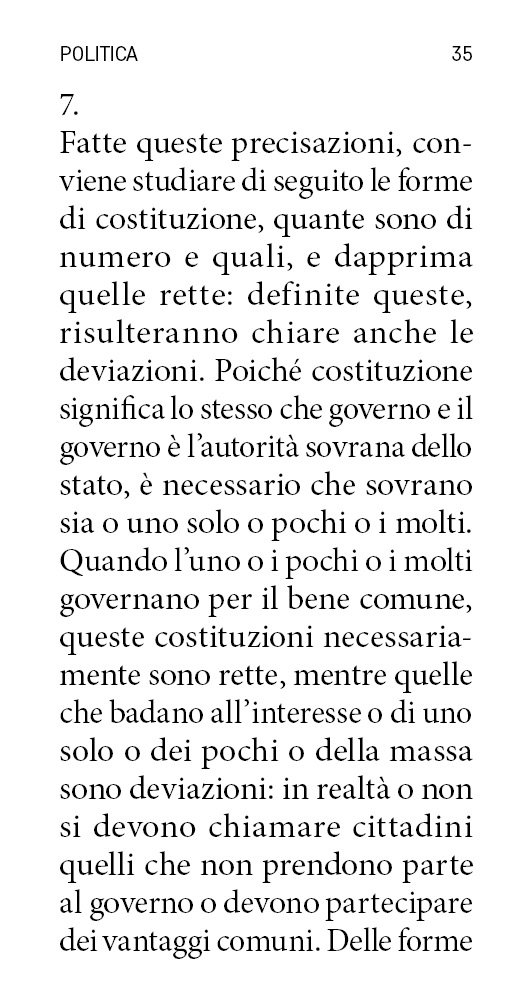 POLITICA 35
7.
Fatte queste precisazioni, con-
viene studiare di seguito le forme
di costituzione, quante sono di
numero e quali, e dapprima
quelle rette: definite queste,
risulteranno chiare anche le
deviazioni. Poiché costituzione
significa lo stesso che governo e il
governo è l’autorità sovrana dello
stato, è necessario che sovrano
sia o uno solo o pochi o i molti.
Quando l’uno o i pochi o i molti
governano per il bene comune,
queste costituzioni necessaria-
mente sono rette, mentre quelle
che badano all’interesse o di uno
solo o dei pochi o della massa
sono deviazioni: in realtà o non
si devono chiamare cittadini
quelli che non prendono parte
al governo o devono partecipare
dei vantaggi comuni. Delle forme